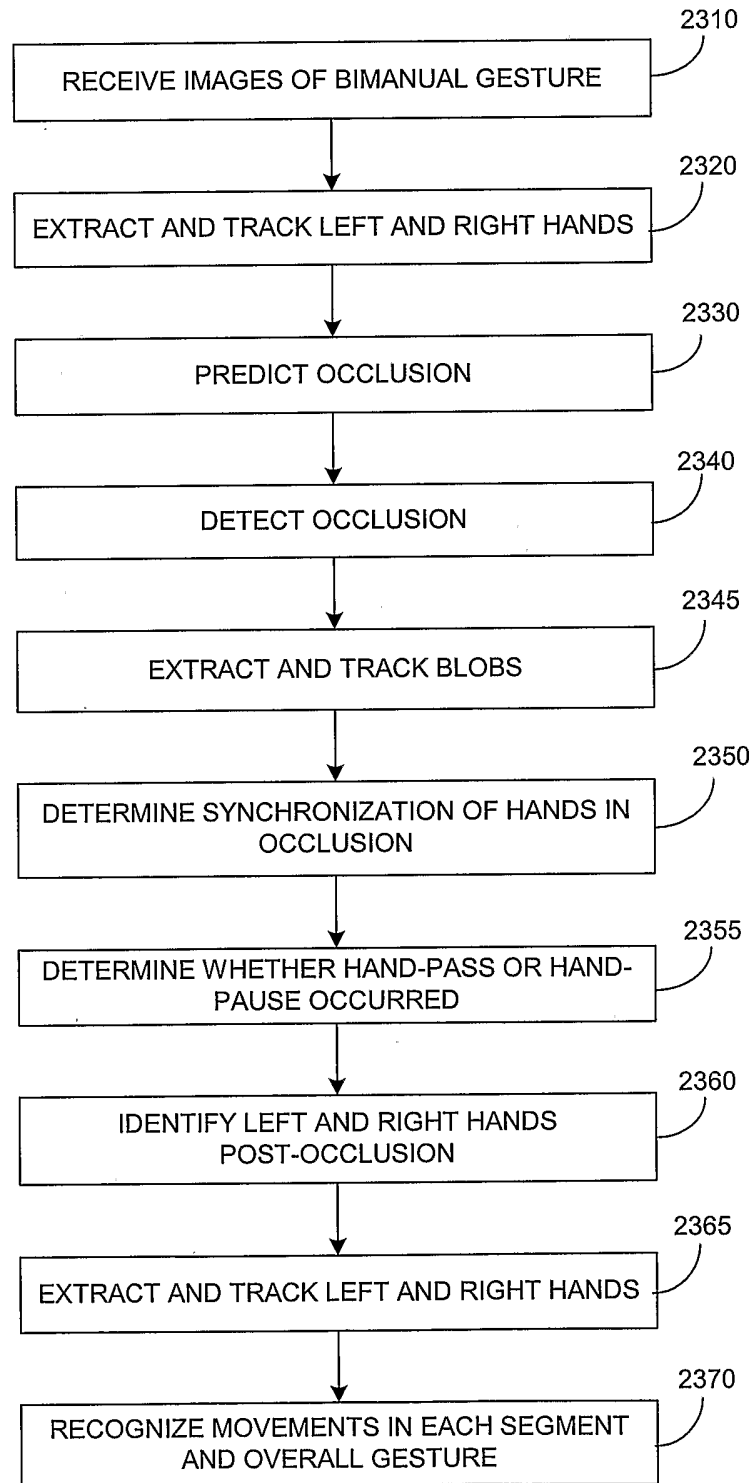 2310
RECEIVE IMAGES OF BIMANUAL GESTURE
2320
EXTRACT AND TRACK LEFT AND RIGHT HANDS
2330
PREDICT OCCLUSION
2340
DETECT OCCLUSION
2345
EXTRACT AND TRACK BLOBS
2350
DETERMINE SYNCHRONIZATION OF HANDS IN
OCCLUSION
2355
DETERMINE WHETHER HAND-PASS OR HAND-
PAUSE OCCURRED
2360
IDENTIFY LEFT AND RIGHT HANDS
POST-OCCLUSION
2365
EXTRACT AND TRACK LEFT AND RIGHT HANDS
2370
RECOGNIZE MOVEMENTS IN EACH SEGMENT
AND OVERALL GESTURE